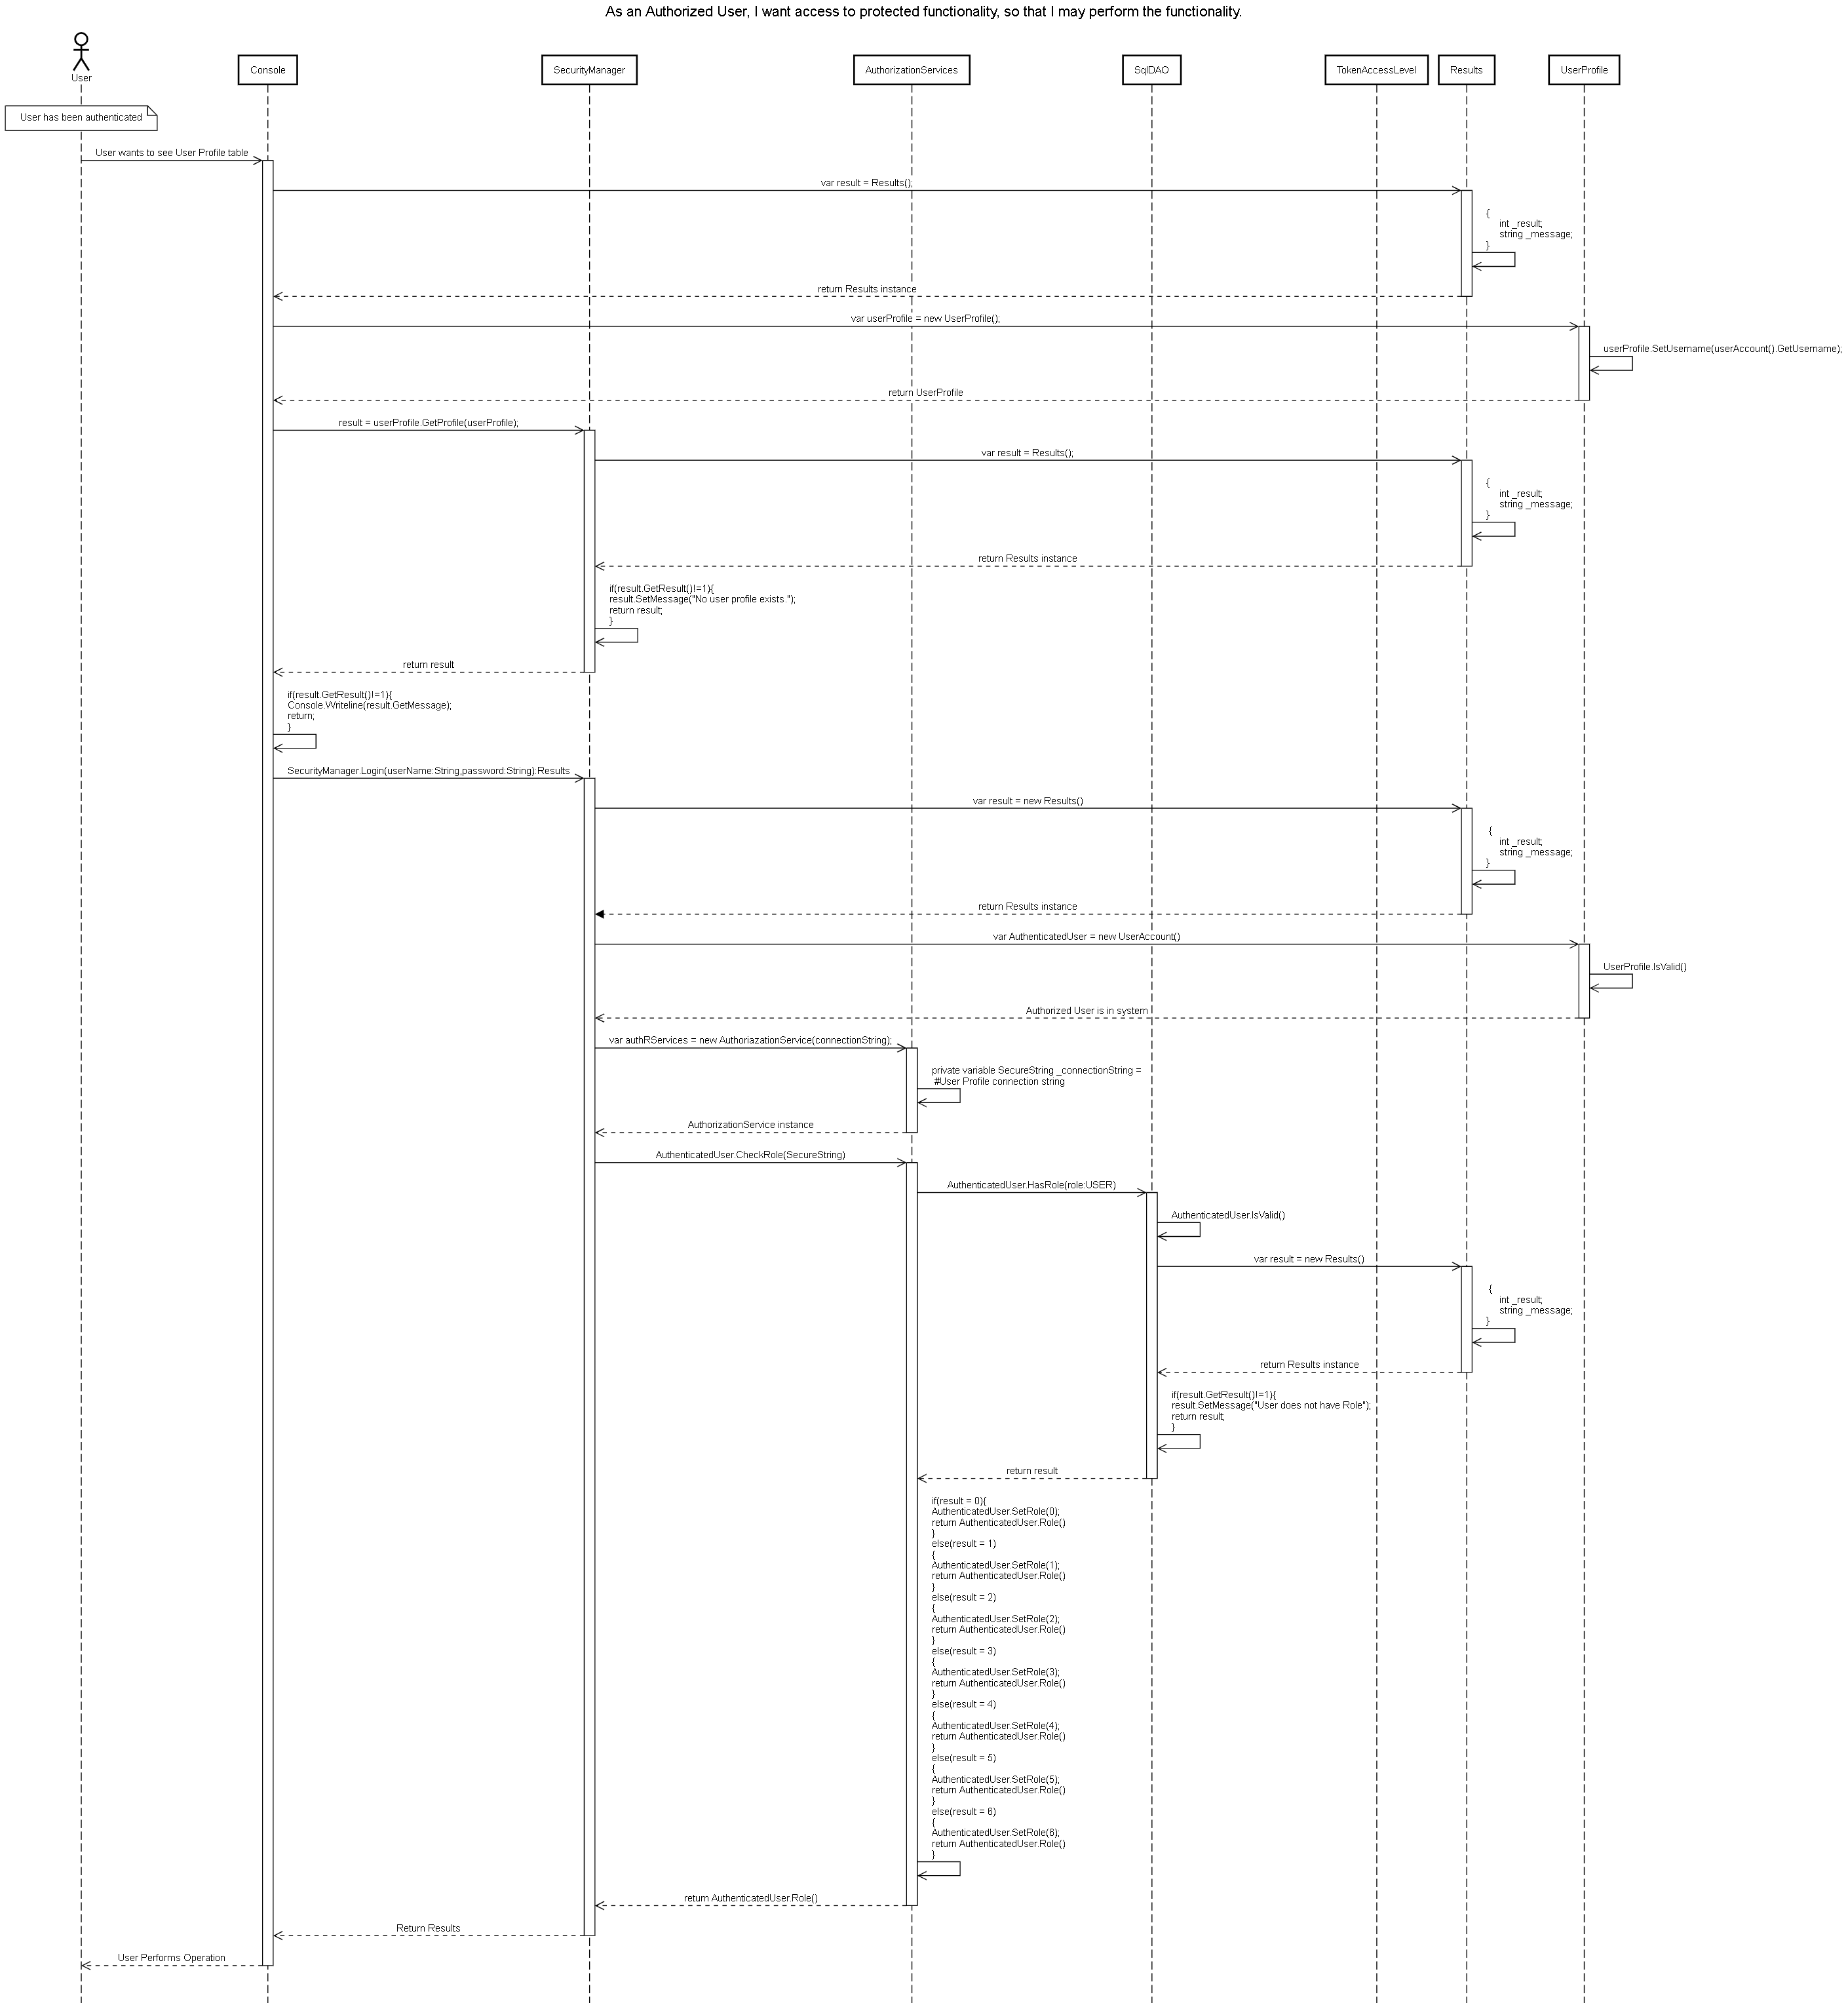 As an Authorized User, I want access to protected functionality, so that I may perform the functionality.
User
Console
SecurityManager
AuthorizationServices
SqlDAO
TokenAccessLevel
Results
UserProfile
User has been authenticated
User wants to see User Profile table
var result = Results();
{
int _result;
string _message;
}
return Results instance
var userProfile = new UserProfile();
userProfile.SetUsername(userAccount().GetUsername);
return UserProfile
result = userProfile.GetProfile(userProfile);
var result = Results();
{
int _result;
string _message;
}
return Results instance
if(result.GetResult()!=1){
result.SetMessage("No user profile exists.");
return result;
}
return result
if(result.GetResult()!=1){
Console.Writeline(result.GetMessage);
return;
}
SecurityManager.Login(userName:String,password:String):Results
var result = new Results()
{
int _result;
string _message;
}
return Results instance
var AuthenticatedUser = new UserAccount()
UserProfile.IsValid()
Authorized User is in system
var authRServices = new AuthoriazationService(connectionString);
private variable SecureString _connectionString =
#User Profile connection string
AuthorizationService instance
AuthenticatedUser.CheckRole(SecureString)
AuthenticatedUser.HasRole(role:USER)
AuthenticatedUser.IsValid()
var result = new Results()
{
int _result;
string _message;
}
return Results instance
if(result.GetResult()!=1){
result.SetMessage("User does not have Role");
return result;
}
return result
if(result = 0){
AuthenticatedUser.SetRole(0);
return AuthenticatedUser.Role()
}
else(result = 1)
{
AuthenticatedUser.SetRole(1);
return AuthenticatedUser.Role()
}
else(result = 2)
{
AuthenticatedUser.SetRole(2);
return AuthenticatedUser.Role()
}
else(result = 3)
{
AuthenticatedUser.SetRole(3);
return AuthenticatedUser.Role()
}
else(result = 4)
{
AuthenticatedUser.SetRole(4);
return AuthenticatedUser.Role()
}
else(result = 5)
{
AuthenticatedUser.SetRole(5);
return AuthenticatedUser.Role()
}
else(result = 6)
{
AuthenticatedUser.SetRole(6);
return AuthenticatedUser.Role()
}
return AuthenticatedUser.Role()
Return Results
User Performs Operation